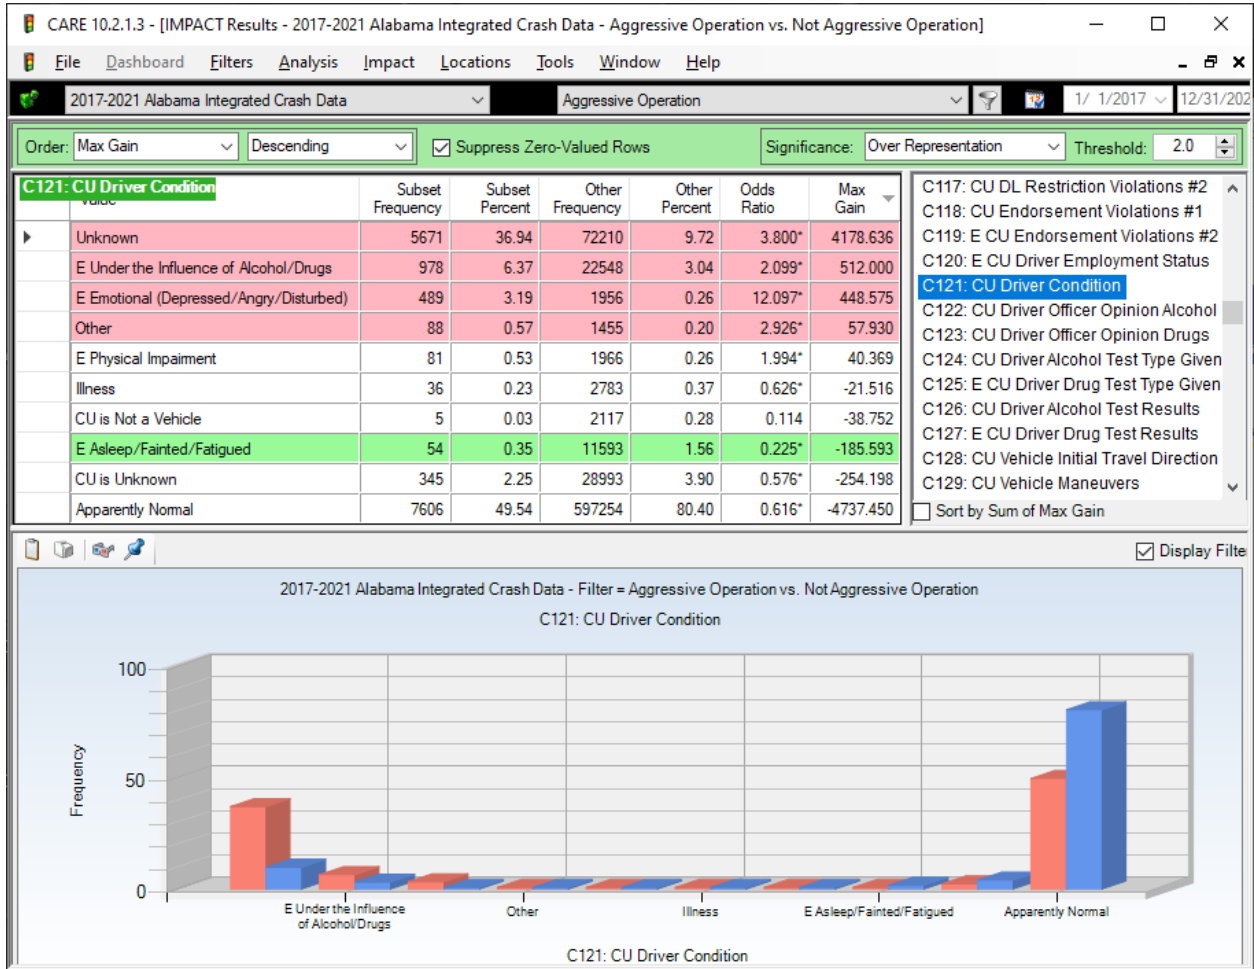 CARE 10.2.1.3 - [IMPACT Results - 2017-2021 Alabama Integrated Crash Data - Aggressive Operation vs. Not Aggressive Operation]
File Dashboard Filters Analysis Impact Locations Tools Window Help
2017-2021 Alabama Integrated Crash Data Aggressive Operation 1/ 1/2017 12/31/202
Order: Max Gain Descending Suppress Zero-Valued Rows Significance: Over Representation Threshold: 2.0
C121: CU Driver Condition
Subset Frequency Subset Percent Other Frequency Other Percent Odds Ratio Max Gain
Unknown 5671 36.94 72210 9.72 3.800* 4178.636
E Under the Influence of Alcohol/Drugs 978 6.37 22548 3.04 2.099* 512.000
E Emotional (Depressed/Angry/Disturbed) 489 3.19 1956 0.26 12.097* 448.575
Other 88 0.57 1455 0.20 2.926* 57.930
E Physical Impairment 81 0.53 1966 0.26 1.994* 40.369
Illness 36 0.23 2783 0.37 0.626* -21.516
CU is Not a Vehicle 5 0.03 2117 0.28 0.114 -38.752
E Asleep/Fainted/Fatigued 54 0.35 11593 1.56 0.225* -185.593
CU is Unknown 345 2.25 28993 3.90 0.576* -254.198
Apparently Normal 7606 49.54 597254 80.40 0.616* -4737.450
C117: CU DL Restriction Violations #2
C118: CU Endorsement Violations #1
C119: E CU Endorsement Violations #2
C120: E CU Driver Employment Status
C121: CU Driver Condition
C122: CU Driver Officer Opinion Alcohol
C123: CU Driver Officer Opinion Drugs
C124: CU Driver Alcohol Test Type Given
C125: E CU Driver Drug Test Type Given
C126: CU Driver Alcohol Test Results
C127: E CU Driver Drug Test Results
C128: CU Vehicle Initial Travel Direction
C129: CU Vehicle Maneuvers
Sort by Sum of Max Gain
Display Filte
2017-2021 Alabama Integrated Crash Data - Filter = Aggressive Operation vs. Not Aggressive Operation
C121: CU Driver Condition
100
50
0
Frequency
E Under the Influence
of Alcohol/Drugs
Other
Illness
E Asleep/Fainted/Fatigued
Apparently Normal
C121: CU Driver Condition